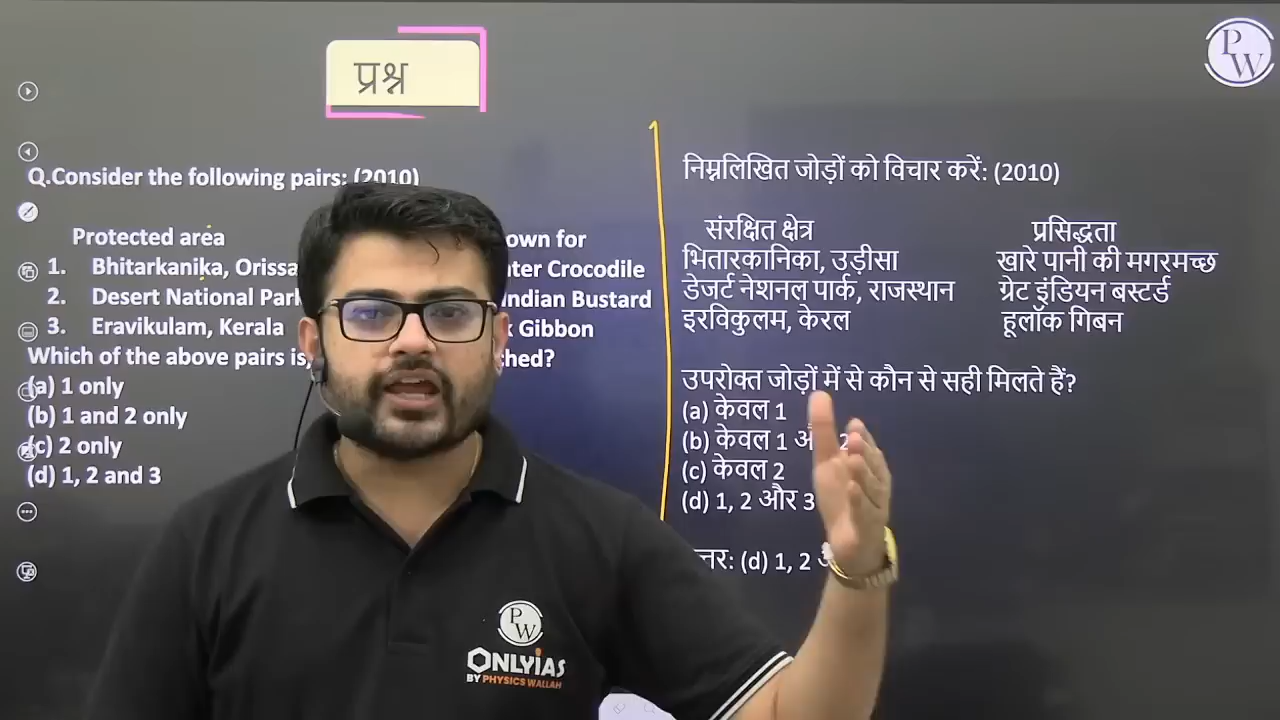 प्रश्न
PW
Q.Consider the following pairs: (2010)
Protected area
own for
1. Bhitarkanika, Orissa
ter Crocodile
2. Desert National Park
Indian Bustard
3. Eravikulam, Kerala
Gibbon
Which of the above pairs is,
ched?
(a) 1 only
(b) 1 and 2 only
(c) 2 only
(d) 1, 2 and 3
निम्नलिखित जोड़ों को विचार करें: (2010)
संरक्षित क्षेत्र प्रसिद्धता
भितारकानिका, उड़ीसा खारे पानी की मगरमच्छ
डेजर्ट नेशनल पार्क, राजस्थान ग्रेट इंडियन बस्टर्ड
इरविकुलम, केरल हूलॉक गिबन
उपरोक्त जोड़ों में से कौन से सही मिलते हैं?
(a) केवल 1
(b) केवल 1 2
(c) केवल 2
(d) 1, 2 और 3
(d) 1, 2
PW
ONLYIAS
BY PHYSICS WALLAH